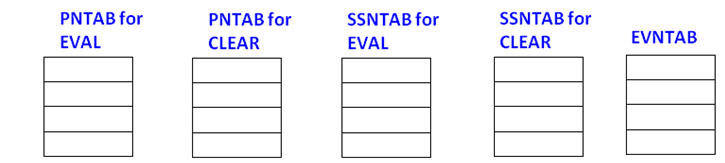 PNTAB for
EVAL
PNTAB for
CLEAR
SSNTAB for
EVAL
SSNTAB for
CLEAR
EVNTAB